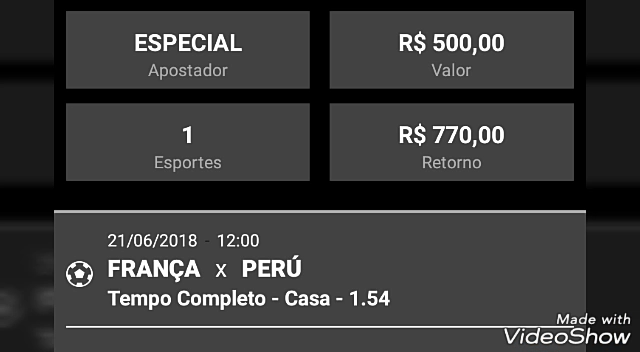 ESPECIAL
Apostador
R$ 500,00
Valor
1
Esportes
R$ 770,00
Retorno
21/06/2018 - 12:00
FRANÇA x PERÚ
Tempo Completo - Casa - 1.54
Made with
VideoShow